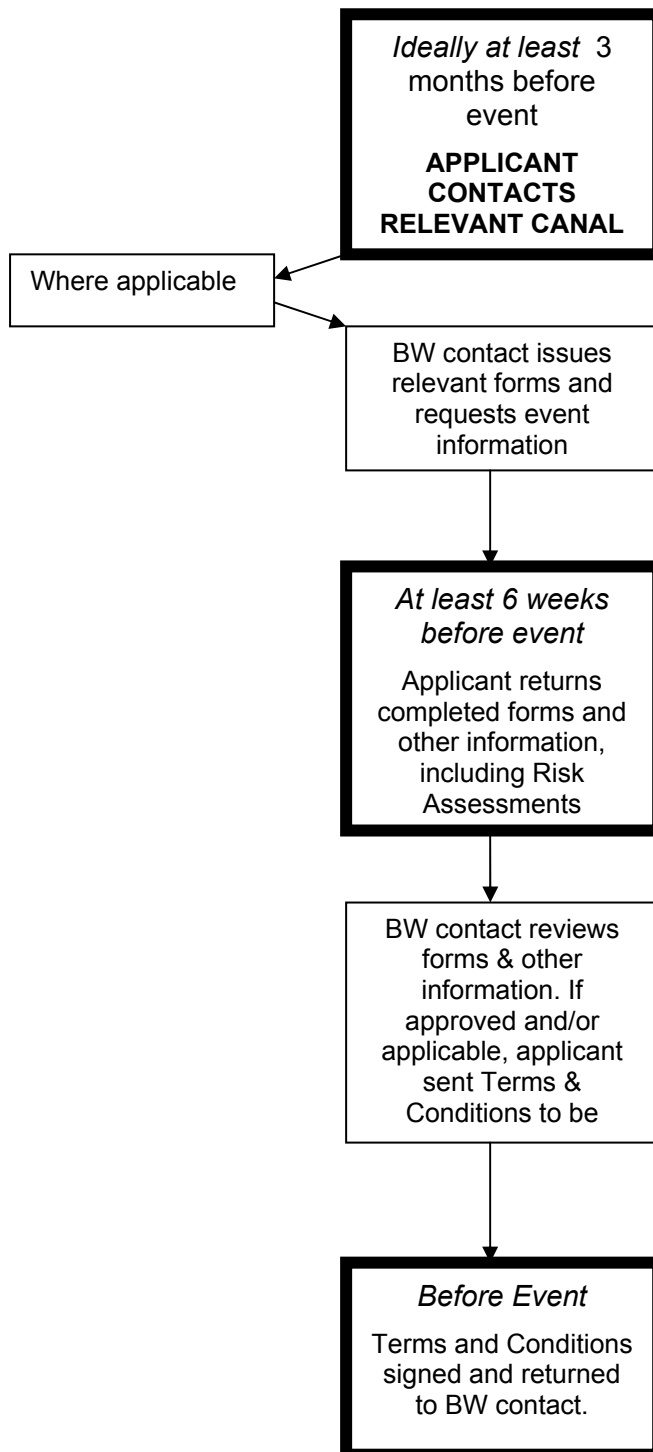 Ideally at least 3
months before
event
APPLICANT
CONTACTS
RELEVANT CANAL
Where applicable
BW contact issues
relevant forms and
requests event
information
At least 6 weeks
before event
Applicant returns
completed forms and
other information,
including Risk
Assessments
BW contact reviews
forms & other
information. If
approved and/or
applicable, applicant
sent Terms &
Conditions to be
Before Event
Terms and Conditions
signed and returned
to BW contact.